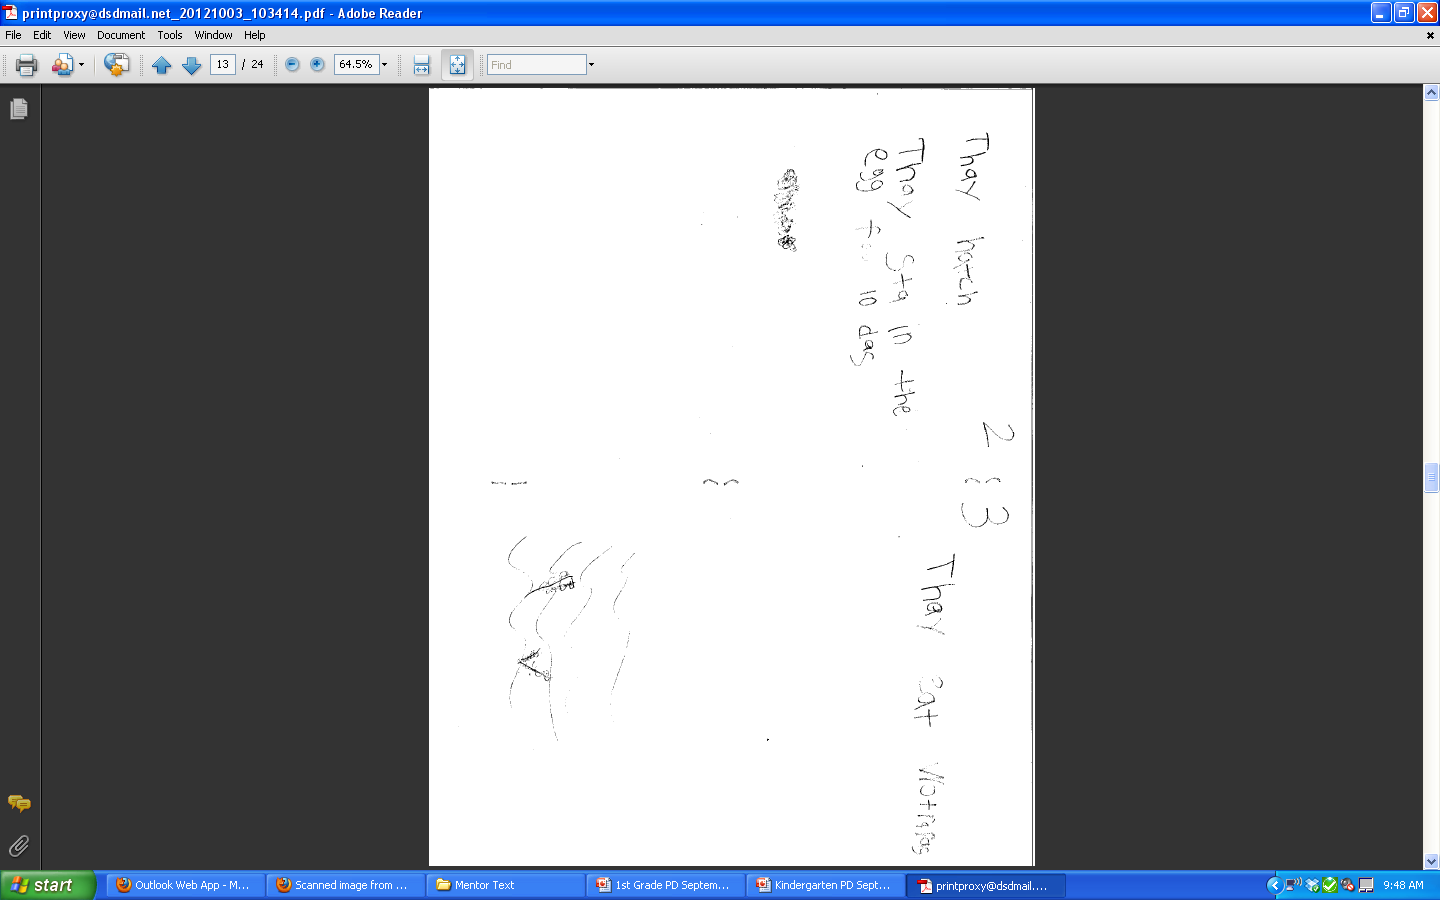 printproxy@dsdmail.net_20121003_103414.pdf - Adobe Reader
File Edit View Document Tools Window Help
13 / 24 64.5% Find
Thay hatch
Thay Sta in the
egg for 10 das
2 3
Thay eat
start Outlook Web App - M... Scanned image from ... Mentor Text 1st Grade PD Septem... Kindergarten PD Sept... printproxy@dsdmail.... 9:48 AM